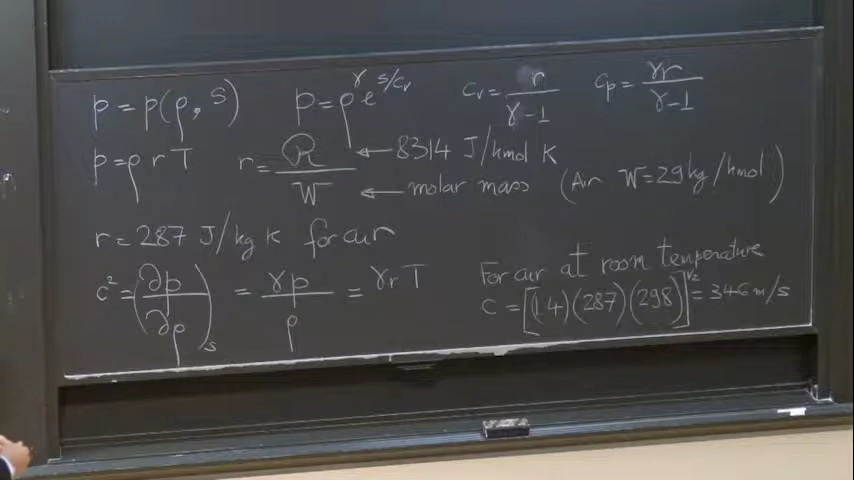 p = p(ρ, s)   p = ρ^γ e^{s/c_v}   c_v = r/(γ-1)   c_p = γr/(γ-1)
p = ρ r T   r = R/W ← 8314 J/kmol K
← molar mass (Air W=29 kg/kmol)
r = 287 J/kg K for air
c² = (∂p/∂ρ)_s = γp/ρ = γ r T
For air at room temperature
c = [(1.4)(287)(298)]^{1/2} = 346 m/s